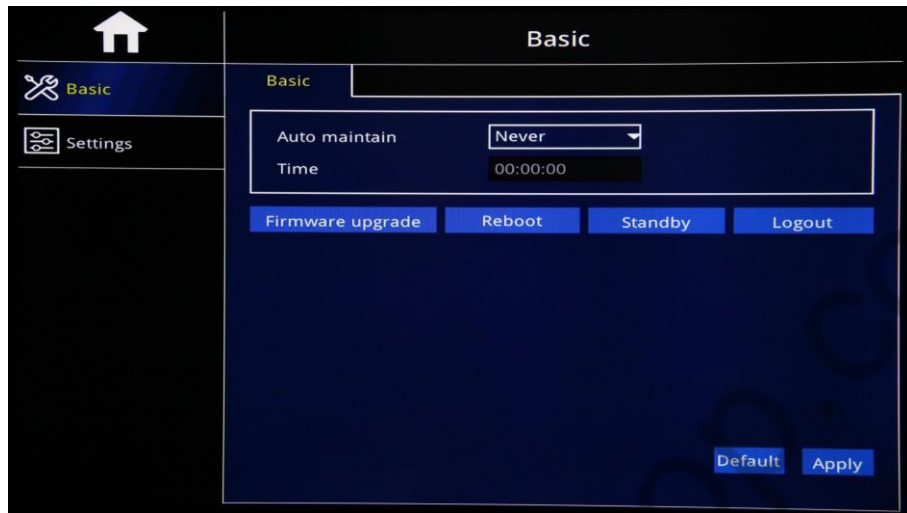 Basic
Basic
Settings
Basic
Auto maintain
Never
Time
00:00:00
Firmware upgrade
Reboot
Standby
Logout
Default
Apply